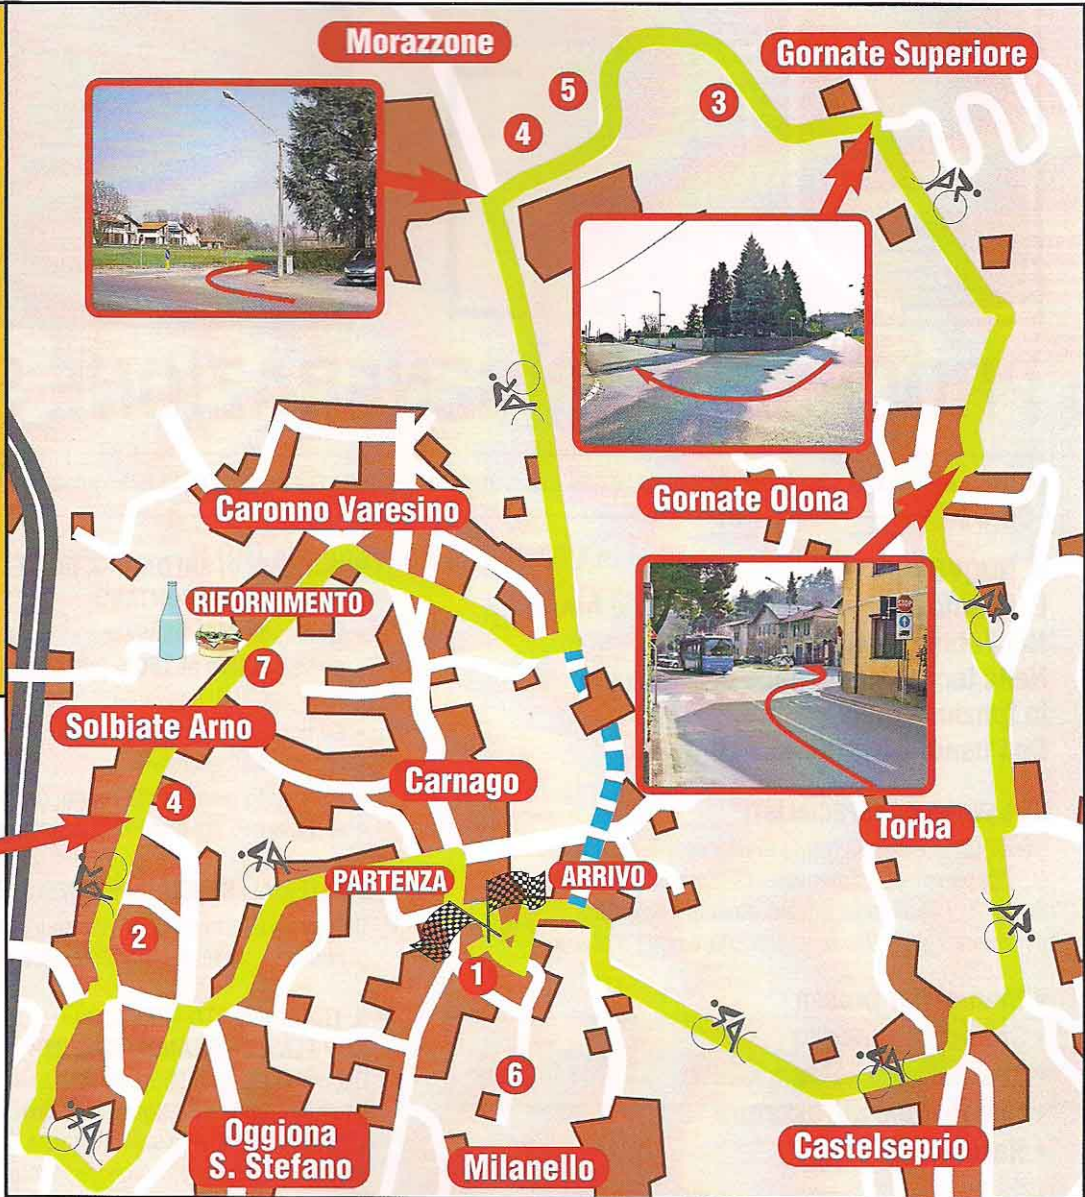 Morazzone
Gornate Superiore
5
3
4
Caronno Varesino
Gornate Olona
RIFORNIMENTO
7
Solbiate Arno
Carnago
4
Torba
PARTENZA
ARRIVO
2
1
6
Oggiona
S. Stefano
Milanello
Castelseprio